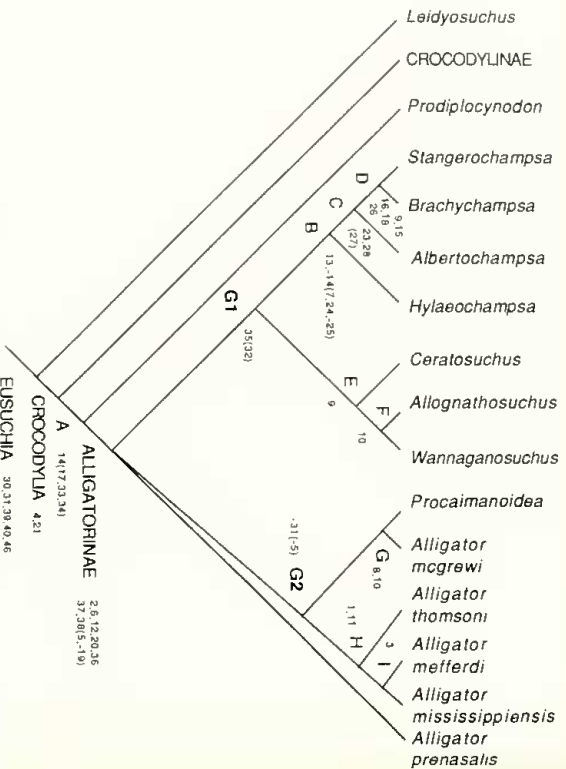 Leidyosuchus
CROCODYLINAE
Prodiplocynodon
Stangerochampsa
Brachychampsa
Albertochampsa
Hylaeochampsa
Ceratosuchus
Allognathosuchus
Wannaganosuchus
Procaimanoidea
Alligator
mcgrewi
Alligator
thomsoni
Alligator
mefferdi
Alligator
mississippiensis
Alligator
prenasalis
D
9,15
16,18
26
C
23,28
(27)
B
13,-14(7,24,-25)
G1
35(32)
E
9
F
10
G 8,10
G2
-31(-5)
H
1,11
I
3
ALLIGATORINAE 2,6,12,20,36
37,38(5,-19)
A 14(17,33,34)
CROCODYLIA 4,21
EUSUCHIA 30,31,39,40,46